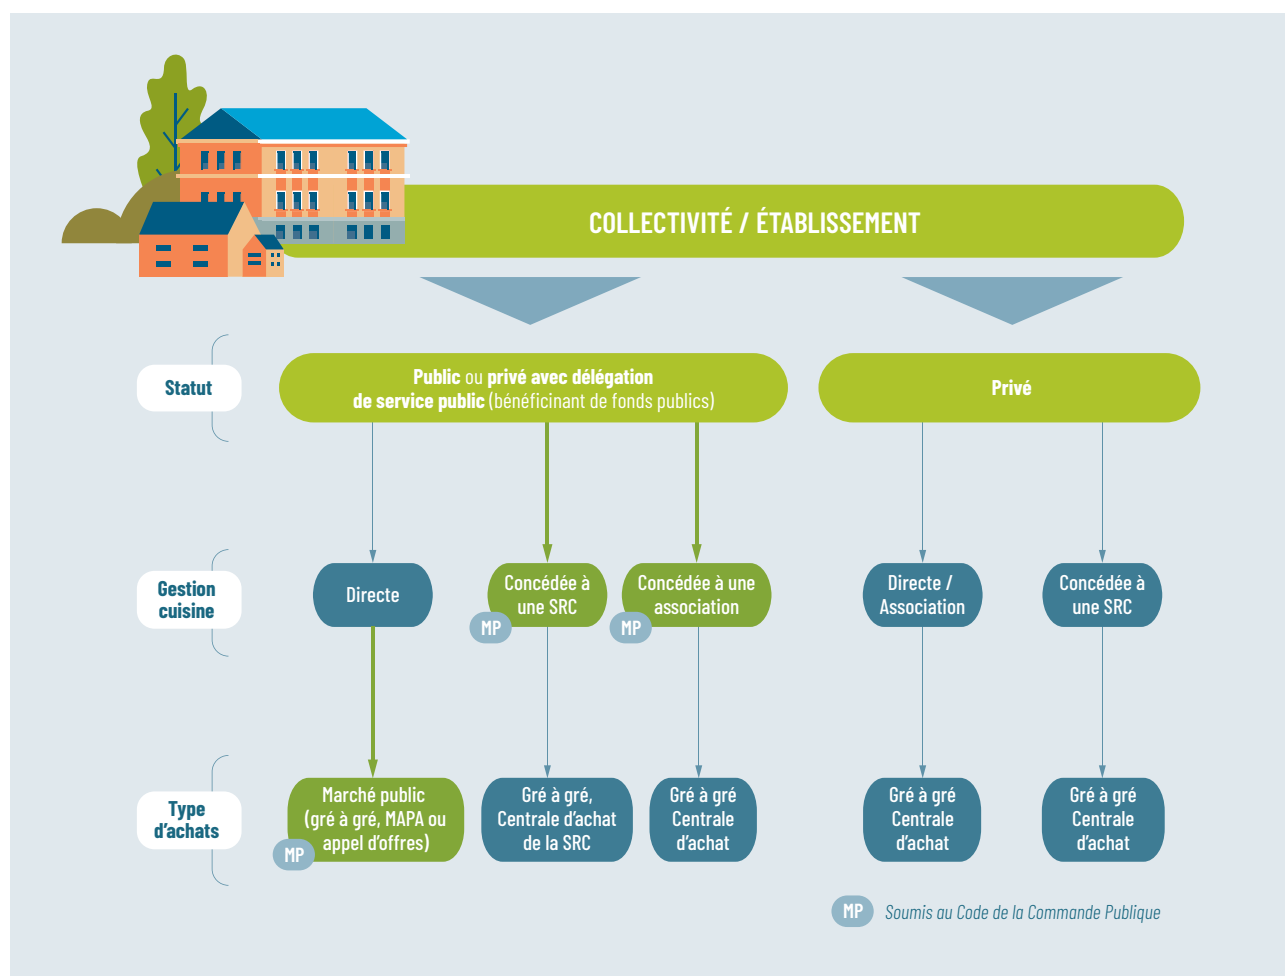 COLLECTIVITÉ / ÉTABLISSEMENT
Statut
Public ou privé avec délégation
de service public (bénéficinant de fonds publics)
Privé
Gestion
cuisine
Directe
Concédée à
une SRC
MP
Concédée à une
association
MP
Directe /
Association
Concédée à
une SRC
Type
d'achats
Marché public
(gré à gré, MAPA ou
appel d'offres)
MP
Gré à gré,
Centrale d'achat
de la SRC
Gré à gré
Centrale
d'achat
Gré à gré
Centrale
d'achat
Gré à gré
Centrale
d'achat
MP Soumis au Code de la Commande Publique